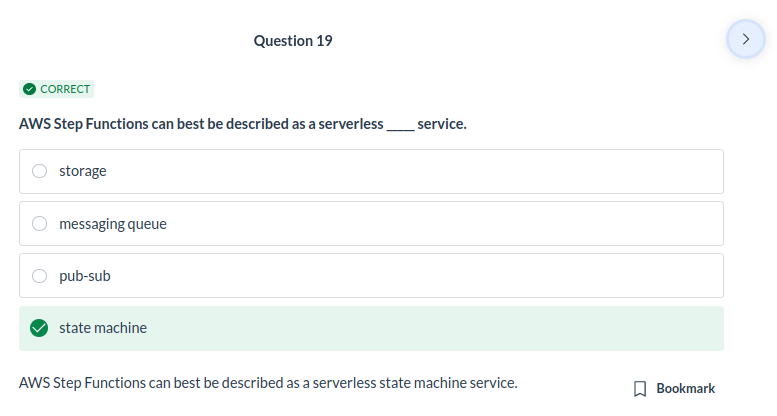 Question 19
CORRECT
AWS Step Functions can best be described as a serverless _____ service.
storage
messaging queue
pub-sub
state machine
AWS Step Functions can best be described as a serverless state machine service.
Bookmark